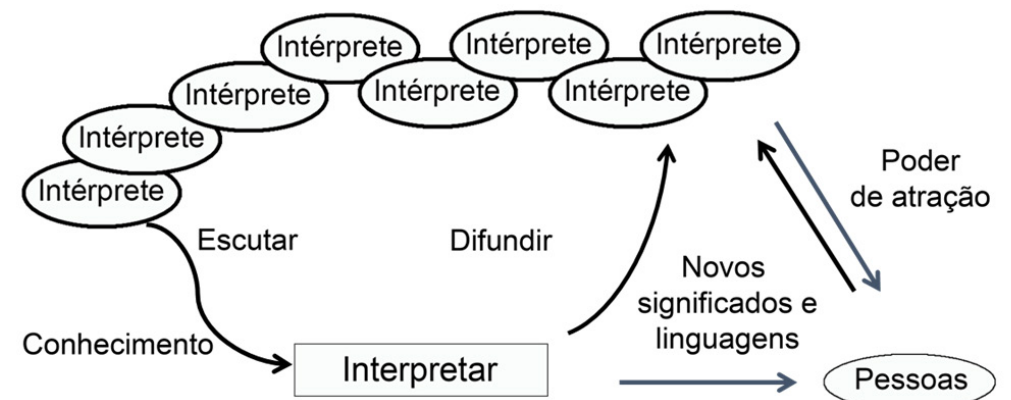 Intérprete
Intérprete
Intérprete
Intérprete
Intérprete
Intérprete
Intérprete
Intérprete
Intérprete
Poder
de atração
Escutar
Difundir
Novos
significados e
linguagens
Conhecimento
Interpretar
Pessoas